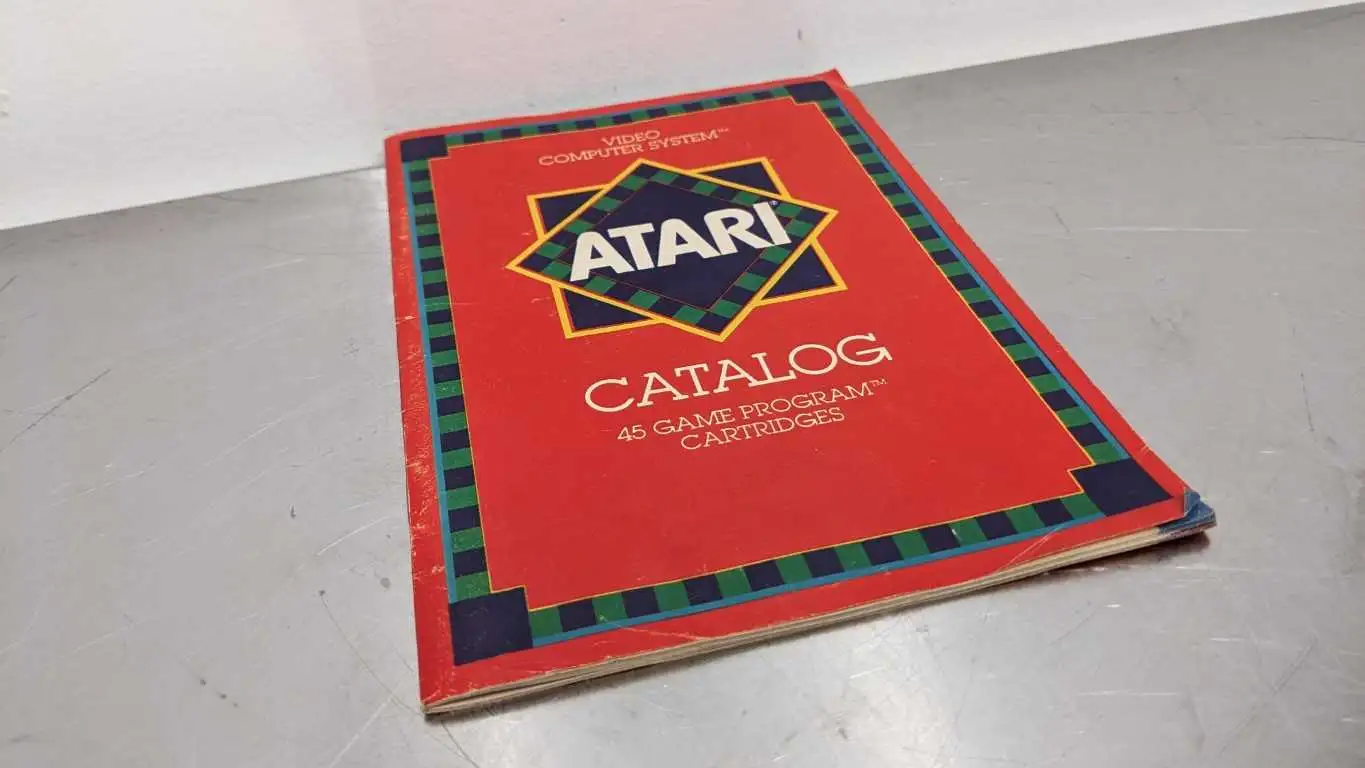 VIDEO
COMPUTER SYSTEM™
ATARI®
CATALOG
45 GAME PROGRAM™
CARTRIDGES